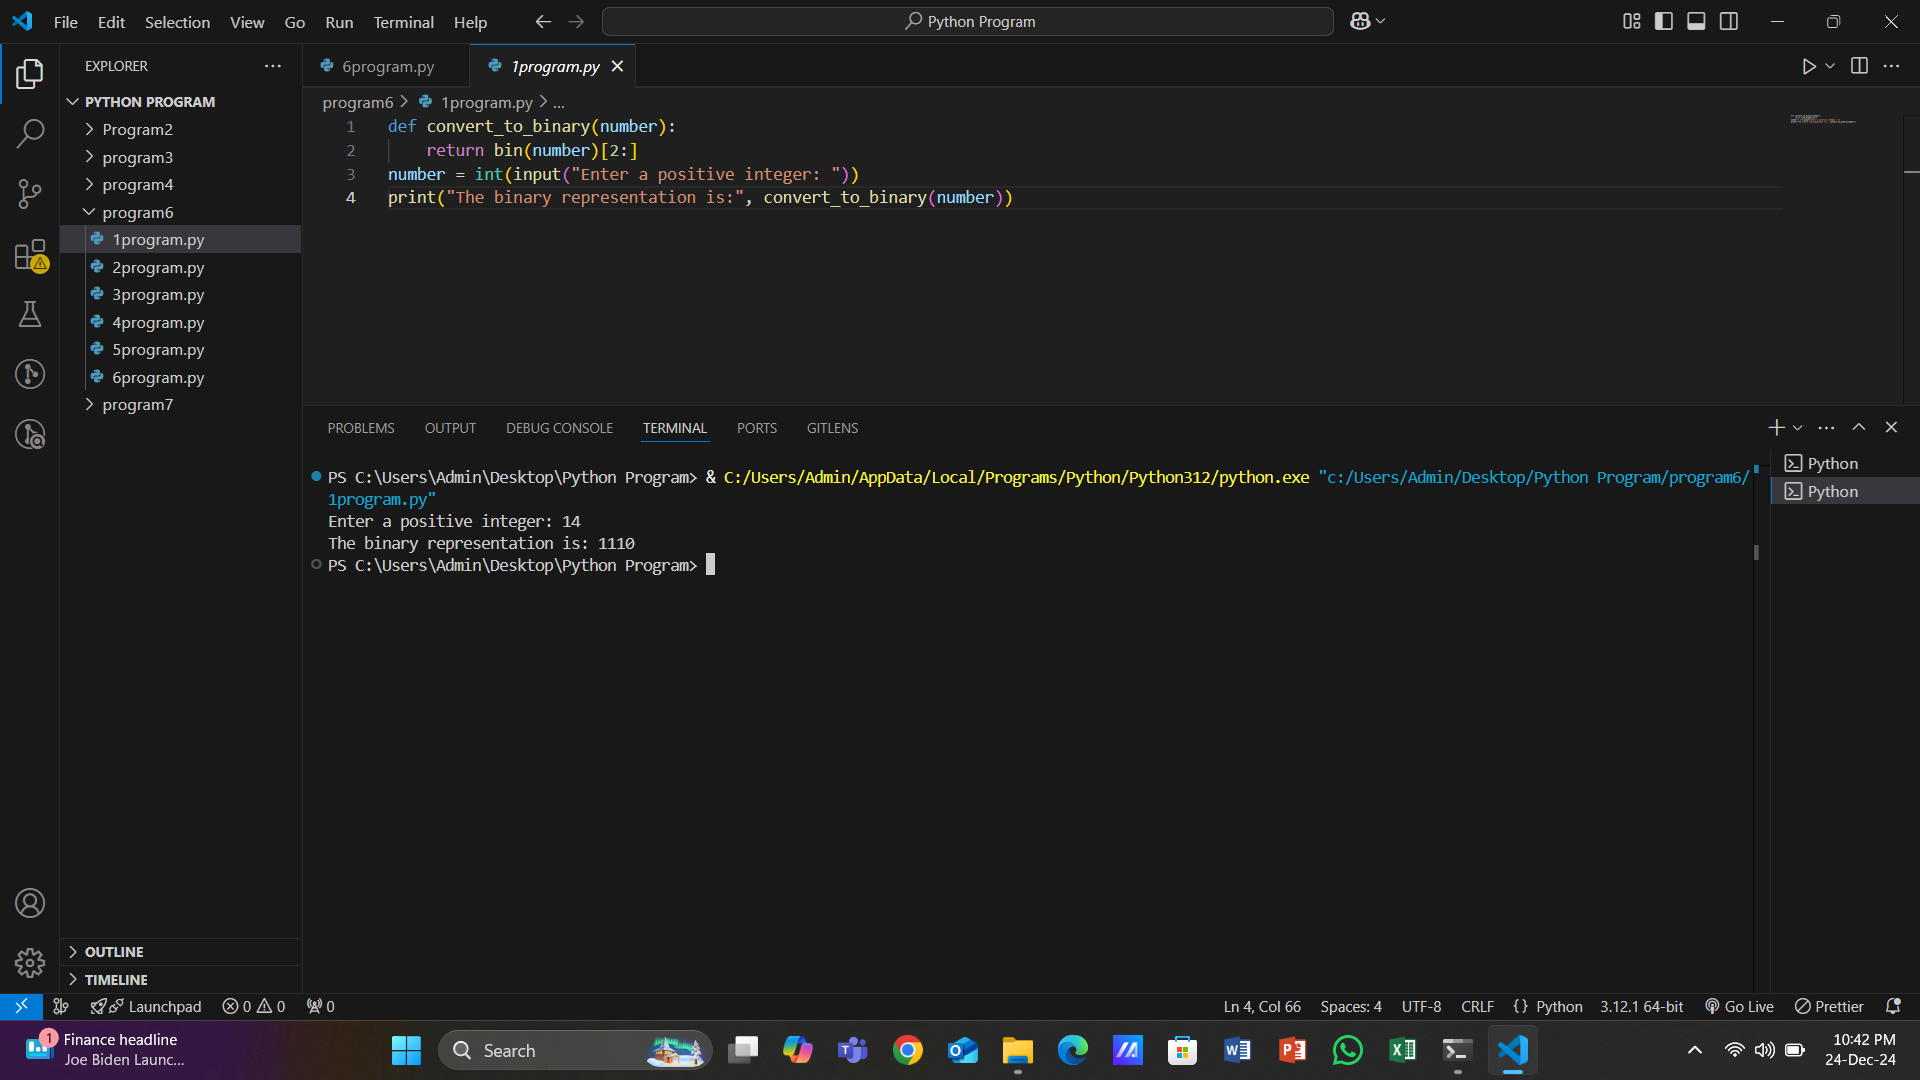 File Edit Selection View Go Run Terminal Help
Python Program
EXPLORER
PYTHON PROGRAM
Program2
program3
program4
program6
1program.py
2program.py
3program.py
4program.py
5program.py
6program.py
program7
OUTLINE
TIMELINE
6program.py 1program.py
program6 > 1program.py > ...
1 def convert_to_binary(number):
2 return bin(number)[2:]
3 number = int(input("Enter a positive integer: "))
4 print("The binary representation is:", convert_to_binary(number))
PROBLEMS OUTPUT DEBUG CONSOLE TERMINAL PORTS GITLENS
PS C:\Users\Admin\Desktop\Python Program> & C:/Users/Admin/AppData/Local/Programs/Python/Python312/python.exe "c:/Users/Admin/Desktop/Python Program/program6/
1program.py"
Enter a positive integer: 14
The binary representation is: 1110
PS C:\Users\Admin\Desktop\Python Program>
Python
Python
Launchpad 0 0 0 Ln 4, Col 66 Spaces: 4 UTF-8 CRLF {} Python 3.12.1 64-bit Go Live Prettier
1
Finance headline
Joe Biden Launc...
Search
10:42 PM
24-Dec-24